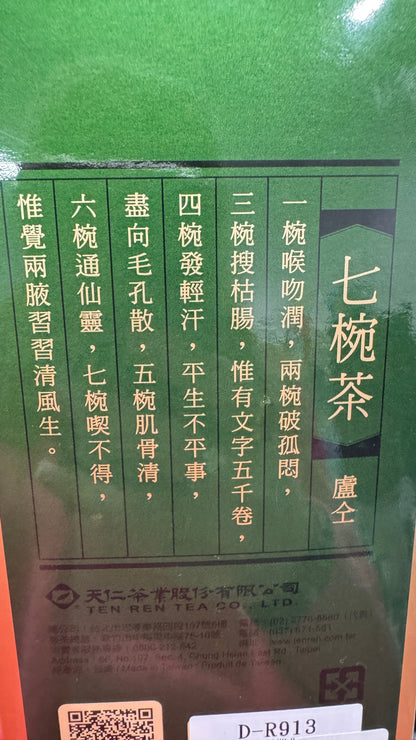 七椀茶 盧仝
一椀喉吻潤，兩椀破孤悶，
三椀搜枯腸，惟有文字五千卷，
四椀發輕汗，平生不平事，
盡向毛孔散，五椀肌骨清，
六椀通仙靈，七椀喫不得，
惟覺兩腋習習清風生。
天仁茶業股份有限公司
TEN REN TEA CO., LTD.
www.tenren.com.tw
D-R913